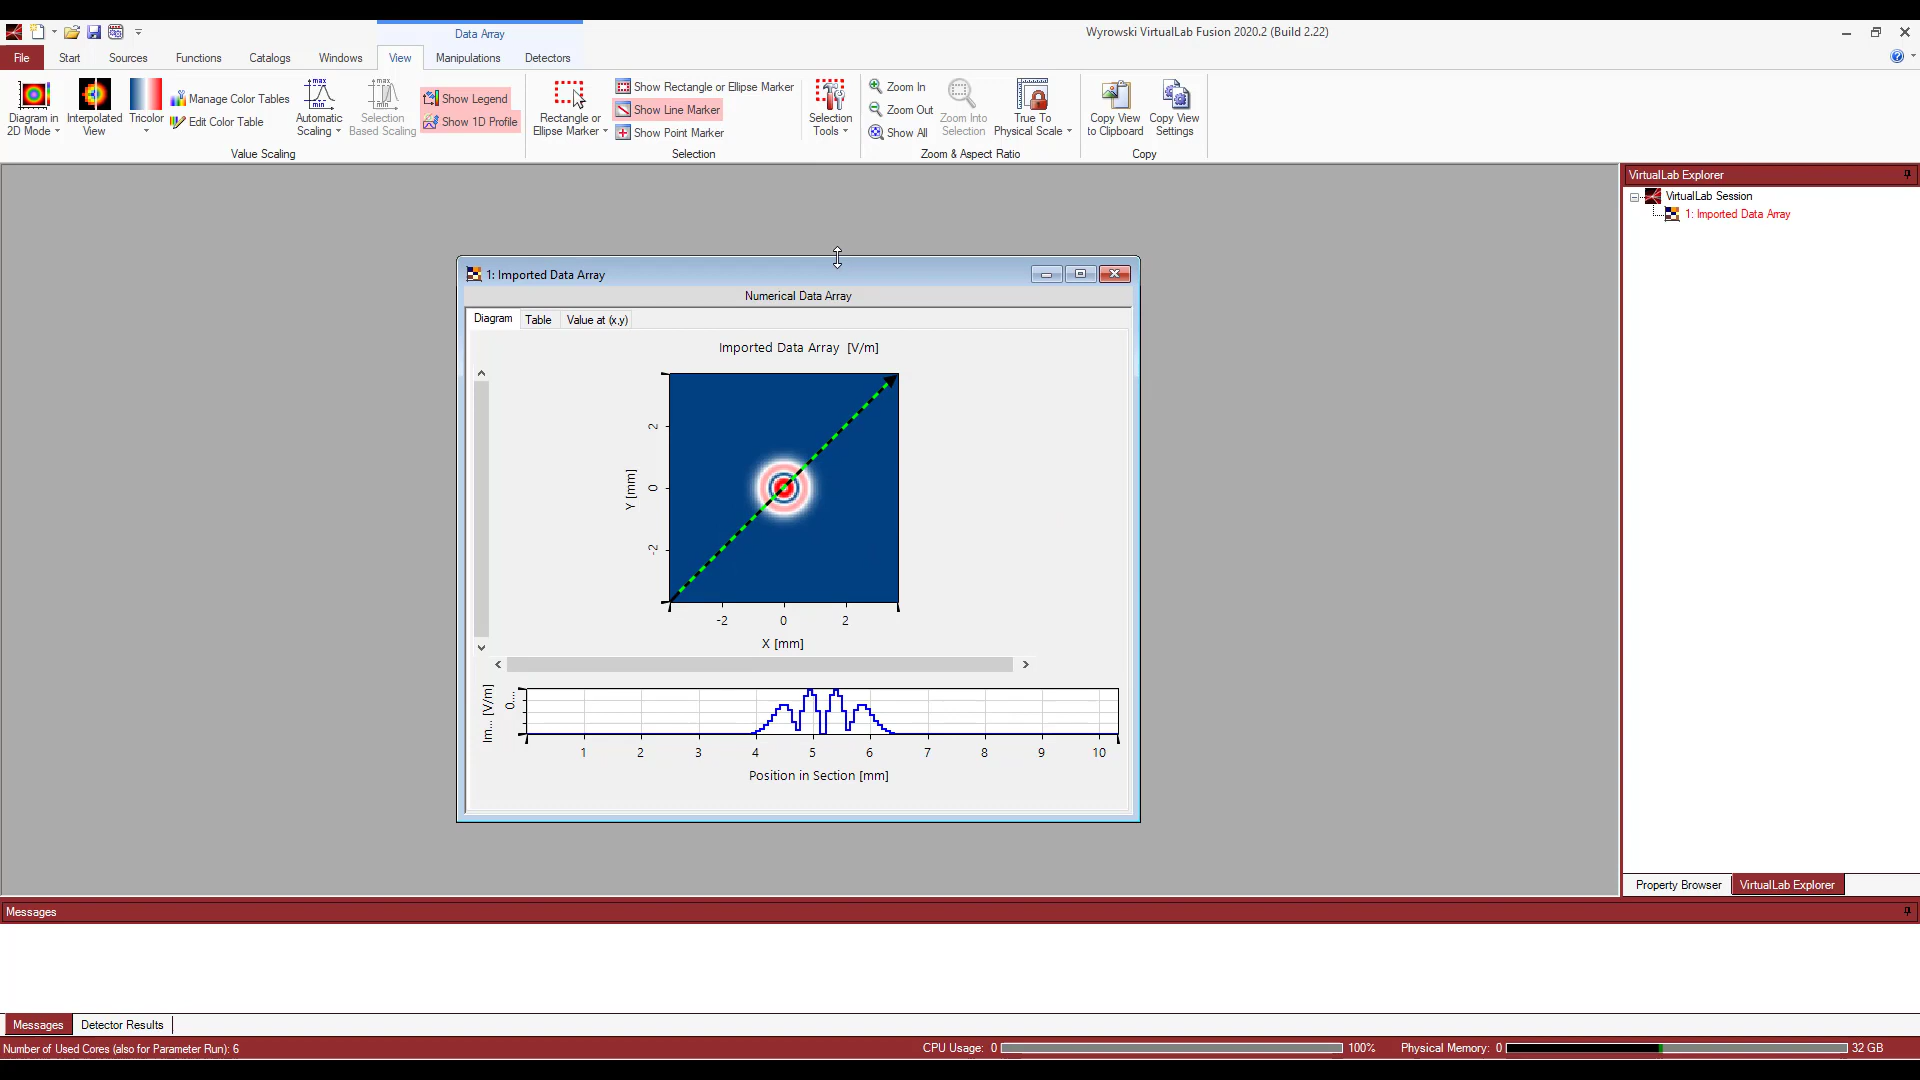 Data Array
Wyrowski VirtualLab Fusion 2020.2 (Build 2.22)
File
Start
Sources
Functions
Catalogs
Windows
View
Manipulations
Detectors
Diagram in
2D Mode
Interpolated
View
Tricolor
Manage Color Tables
Edit Color Table
max
min
Automatic
Scaling
max
min
Selection
Based Scaling
Show Legend
Show 1D Profile
Value Scaling
Rectangle or
Ellipse Marker
Show Rectangle or Ellipse Marker
Show Line Marker
Show Point Marker
Selection
Tools
Selection
Zoom In
Zoom Out
Show All
Zoom Into
Selection
True To
Physical Scale
Zoom & Aspect Ratio
Copy View
to Clipboard
Copy View
Settings
Copy
VirtualLab Explorer
VirtualLab Session
1: Imported Data Array
1: Imported Data Array
Numerical Data Array
Diagram
Table
Value at (x,y)
Imported Data Array [V/m]
Y [mm]
2
0
-2
-2
0
2
X [mm]
Im... [V/m]
0...
1
2
3
4
5
6
7
8
9
10
Position in Section [mm]
Property Browser
VirtualLab Explorer
Messages
Messages
Detector Results
Number of Used Cores (also for Parameter Run): 6
CPU Usage: 0
100%
Physical Memory: 0
32 GB